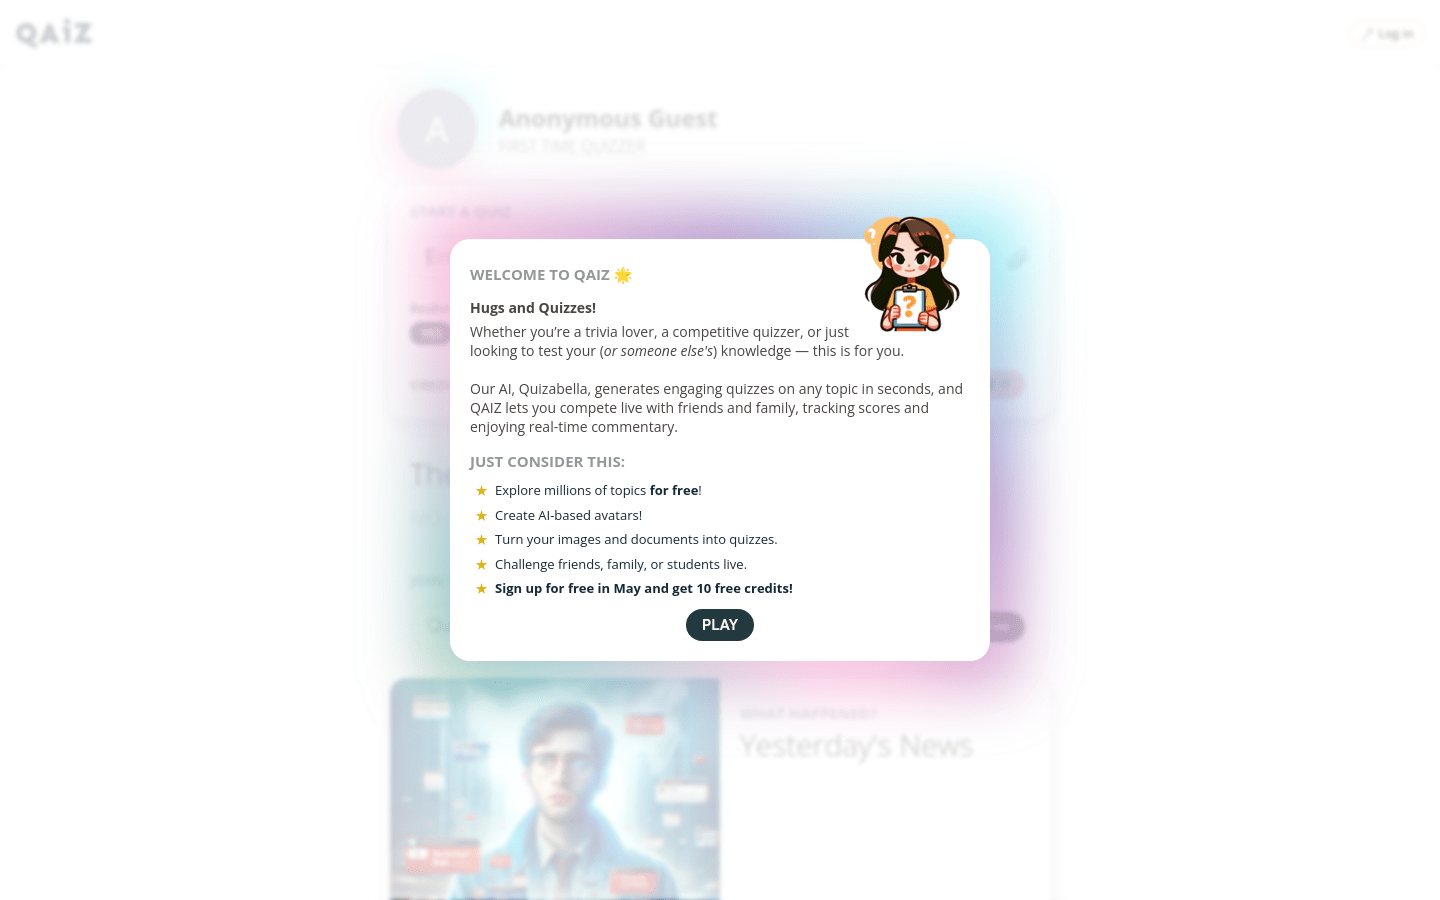 QAiZ
Log in
A
Anonymous Guest
FIRST TIME QUIZZER
START A QUIZ
WELCOME TO QAIZ 🌟
Hugs and Quizzes!
Whether you’re a trivia lover, a competitive quizzer, or just
looking to test your (or someone else's) knowledge — this is for you.
Our AI, Quizabella, generates engaging quizzes on any topic in seconds, and
QAIZ lets you compete live with friends and family, tracking scores and
enjoying real-time commentary.
JUST CONSIDER THIS:
★ Explore millions of topics for free!
★ Create AI-based avatars!
★ Turn your images and documents into quizzes.
★ Challenge friends, family, or students live.
★ Sign up for free in May and get 10 free credits!
PLAY
WHAT HAPPENED?
Yesterday's News